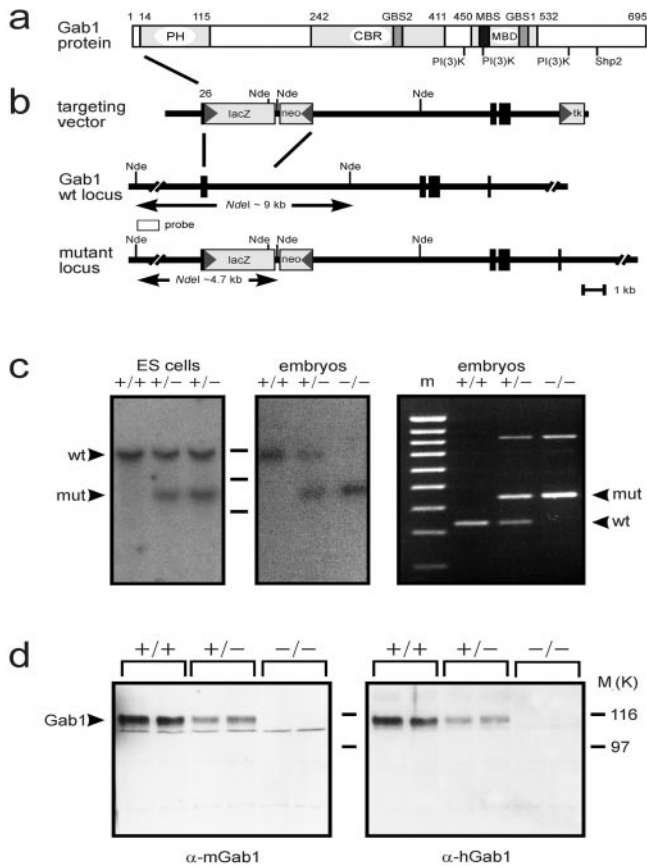 a
Gab1 protein
1 14 115 242 GBS2 411 450 MBS GBS1 532 695
PH CBR MBD
PI(3)K PI(3)K PI(3)K Shp2
b
26 Nde Nde Nde
targeting vector
lacZ neo tk
Gab1 wt locus
Nde Nde
NdeI ~ 9 kb
probe
mutant locus
Nde Nde Nde Nde
lacZ neo
NdeI ~4.7 kb
1 kb
c
ES cells embryos embryos
+/+ +/− +/− +/+ +/− −/− m +/+ +/− −/−
wt
mut
mut
wt
d
+/+ +/− −/− +/+ +/− −/−
M (K)
Gab1
116
97
α-mGab1 α-hGab1